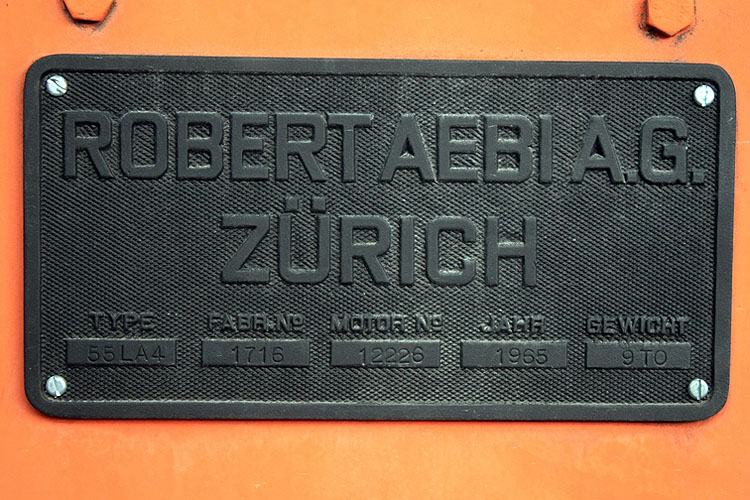 ROBERT AEBI A.G.
ZÜRICH
TYPE FABR.Nº MOTOR Nº JAHR GEWICHT
55LA4 1716 12226 1965 9TO